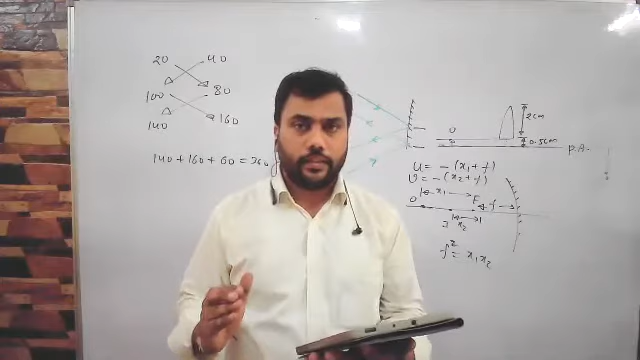 20 40
100 80
140 160
140+160+60=360
O
2cm
0.5cm
P.A.
u = -(x₁ + f)
v = -(x₂ + f)
x₁
O F f
I x₂
f² = x₁x₂